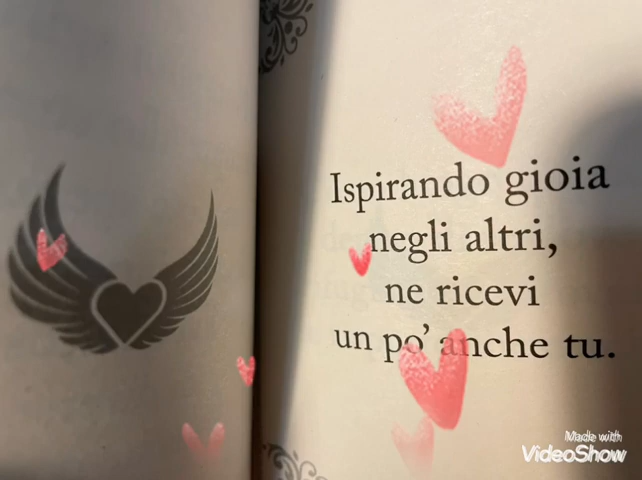 Ispirando gioia
negli altri,
ne ricevi
un po' anche tu.
Made with
VideoShow